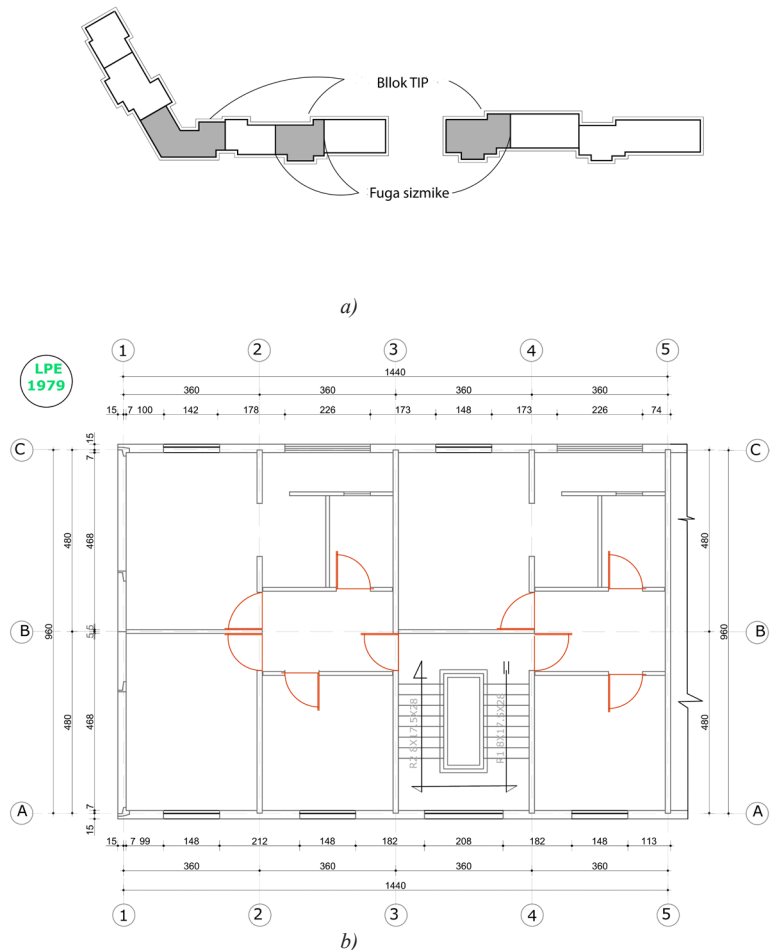 Bllok TIP
Fuga sizmike
a)
LPE
1979
1 2 3 4 5
1440
360 360 360 360
15 7 100 142 178 226 173 148 173 226 74
C C
15
7
480 468 480
B B
960 5,5 960
480 468 480
R2 8X17.5X28
R1 8X17.5X28
A A
7
15
15 7 99 148 212 148 182 208 182 148 113
360 360 360 360
1440
1 2 3 4 5
b)